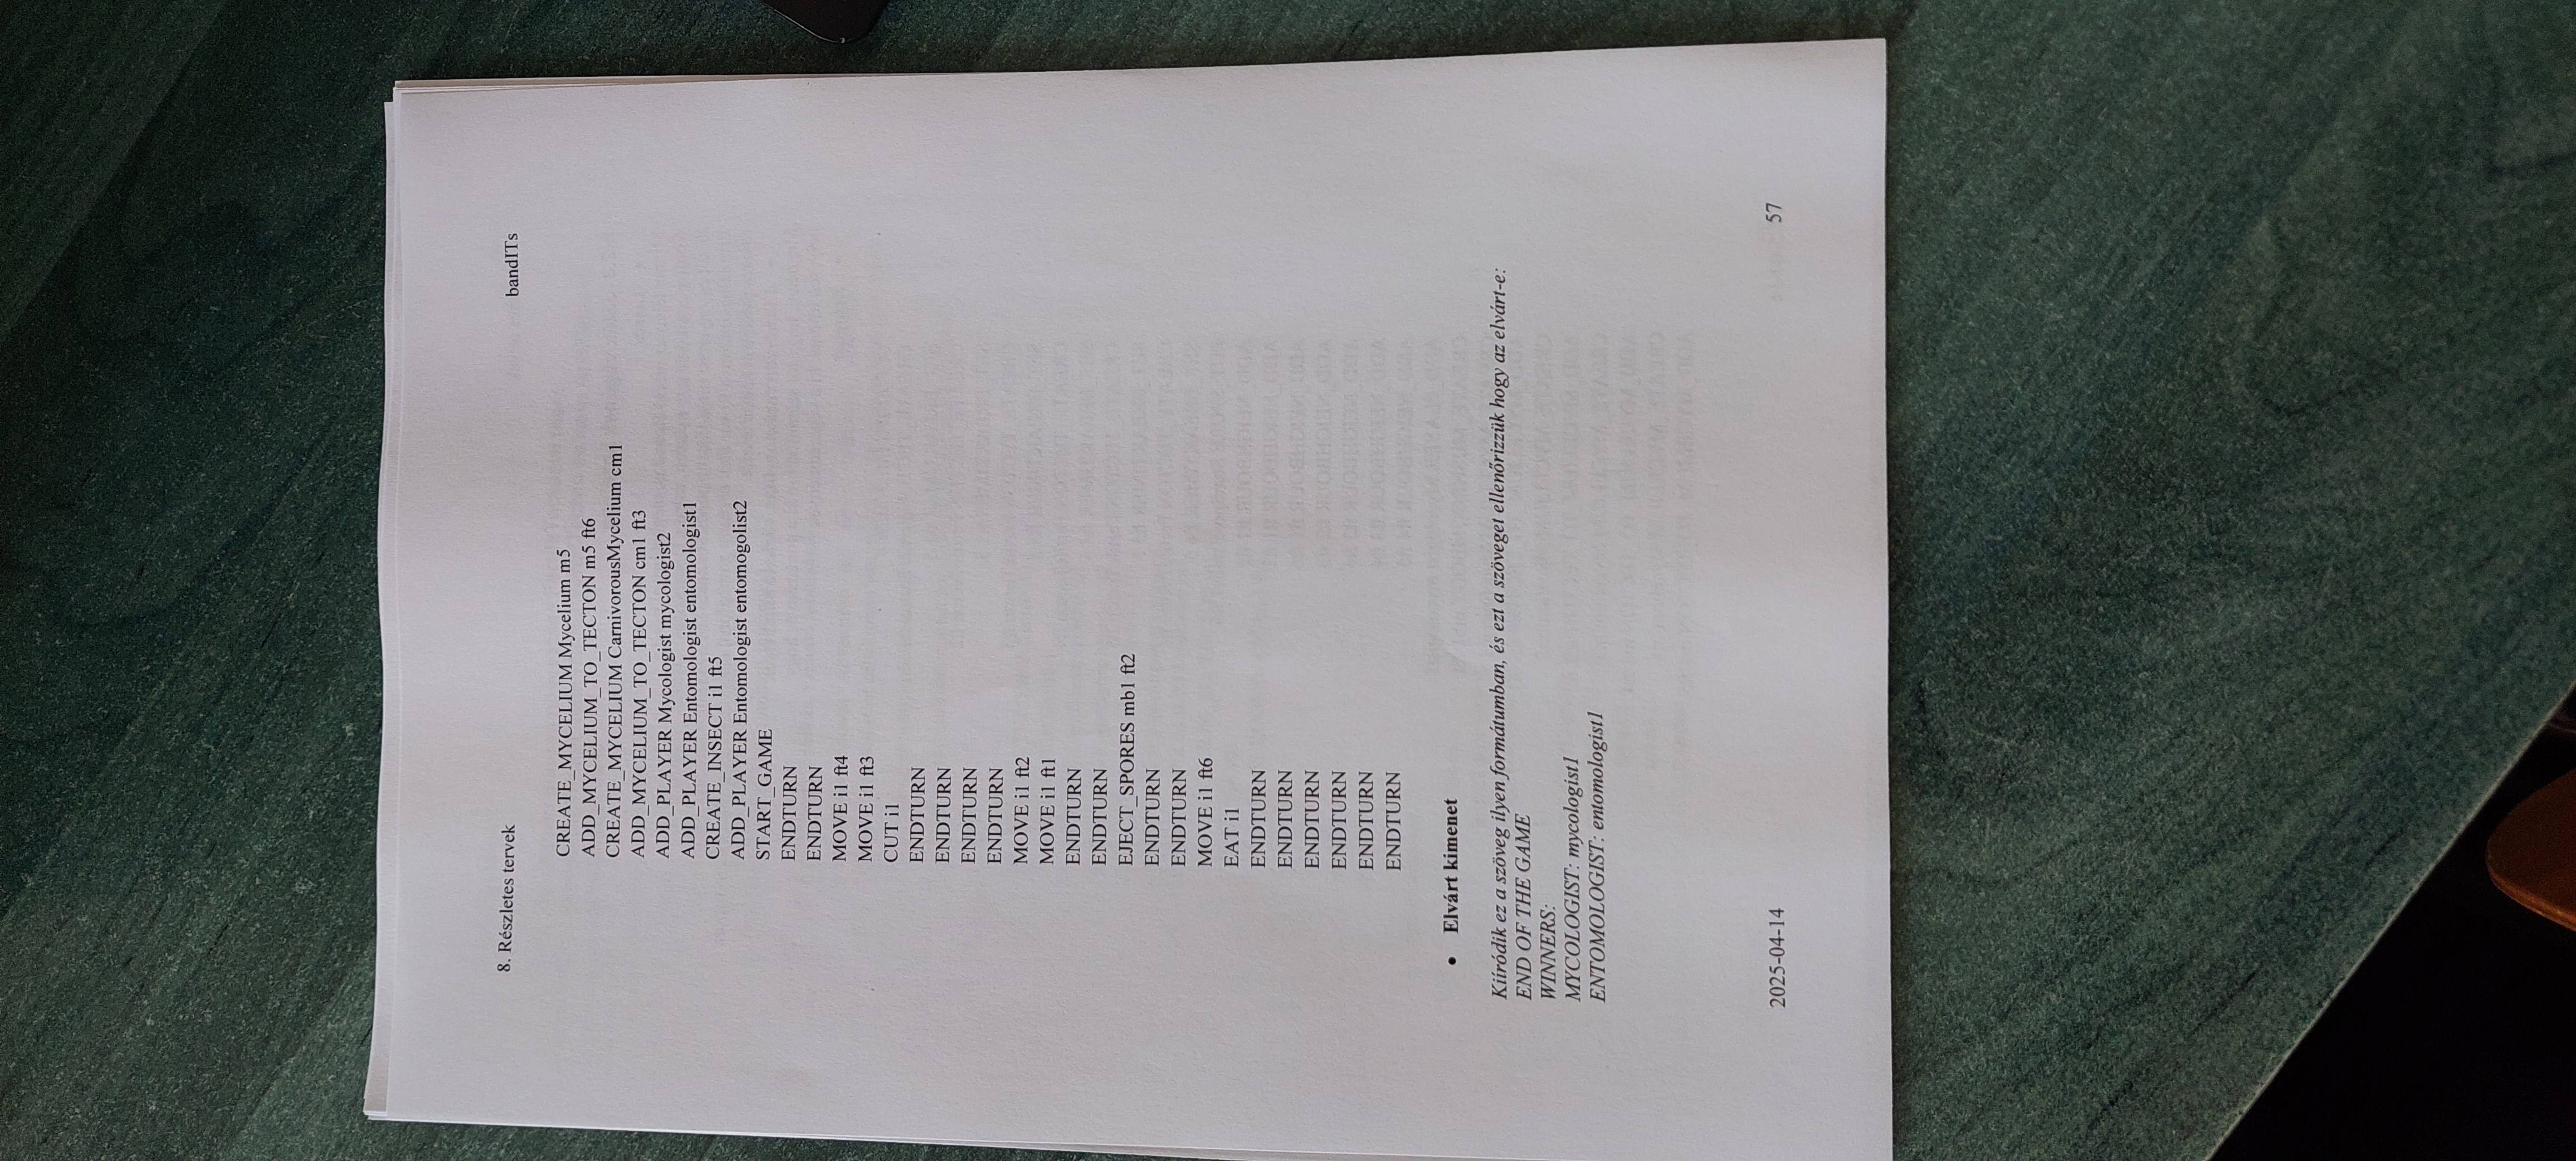 8. Részletes tervek
bandITs
CREATE_MYCELIUM Mycelium m5
ADD_MYCELIUM_TO_TECTON m5 ft6
CREATE_MYCELIUM CarnivorousMycelium cm1
ADD_MYCELIUM_TO_TECTON cm1 ft3
ADD_PLAYER Mycologist mycologist2
ADD_PLAYER Entomologist entomologist1
CREATE_INSECT i1 ft5
ADD_PLAYER Entomologist entomogolist2
START_GAME
ENDTURN
ENDTURN
MOVE i1 ft4
MOVE i1 ft3
CUT i1
ENDTURN
ENDTURN
ENDTURN
ENDTURN
MOVE i1 ft2
MOVE i1 ft1
ENDTURN
ENDTURN
EJECT_SPORES mb1 ft2
ENDTURN
ENDTURN
MOVE i1 ft6
EAT i1
ENDTURN
ENDTURN
ENDTURN
ENDTURN
ENDTURN
ENDTURN
• Elvárt kimenet
Kiíródik ez a szöveg ilyen formátumban, és ezt a szöveget ellenőrizzük hogy az elvárt-e:
END OF THE GAME
WINNERS:
MYCOLOGIST: mycologist1
ENTOMOLOGIST: entomologist1
2025-04-14
57